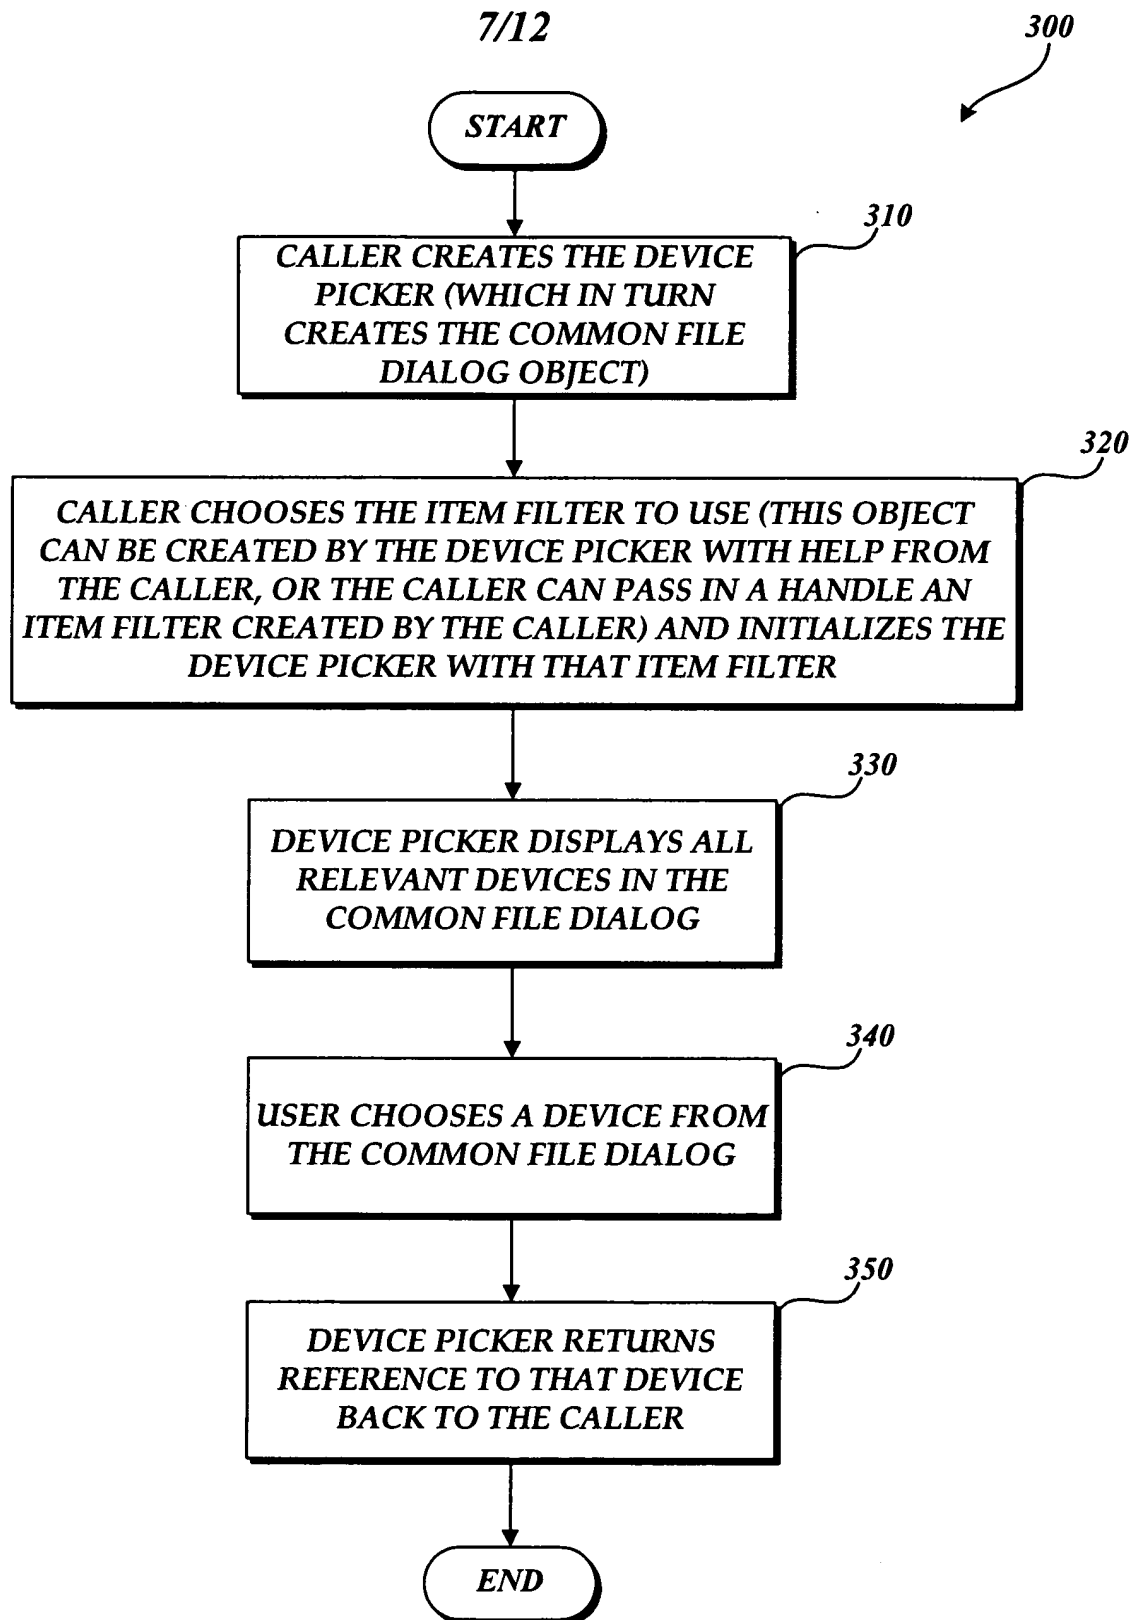 7/12
300
START
310
CALLER CREATES THE DEVICE
PICKER (WHICH IN TURN
CREATES THE COMMON FILE
DIALOG OBJECT)
320
CALLER CHOOSES THE ITEM FILTER TO USE (THIS OBJECT
CAN BE CREATED BY THE DEVICE PICKER WITH HELP FROM
THE CALLER, OR THE CALLER CAN PASS IN A HANDLE AN
ITEM FILTER CREATED BY THE CALLER) AND INITIALIZES THE
DEVICE PICKER WITH THAT ITEM FILTER
330
DEVICE PICKER DISPLAYS ALL
RELEVANT DEVICES IN THE
COMMON FILE DIALOG
340
USER CHOOSES A DEVICE FROM
THE COMMON FILE DIALOG
350
DEVICE PICKER RETURNS
REFERENCE TO THAT DEVICE
BACK TO THE CALLER
END